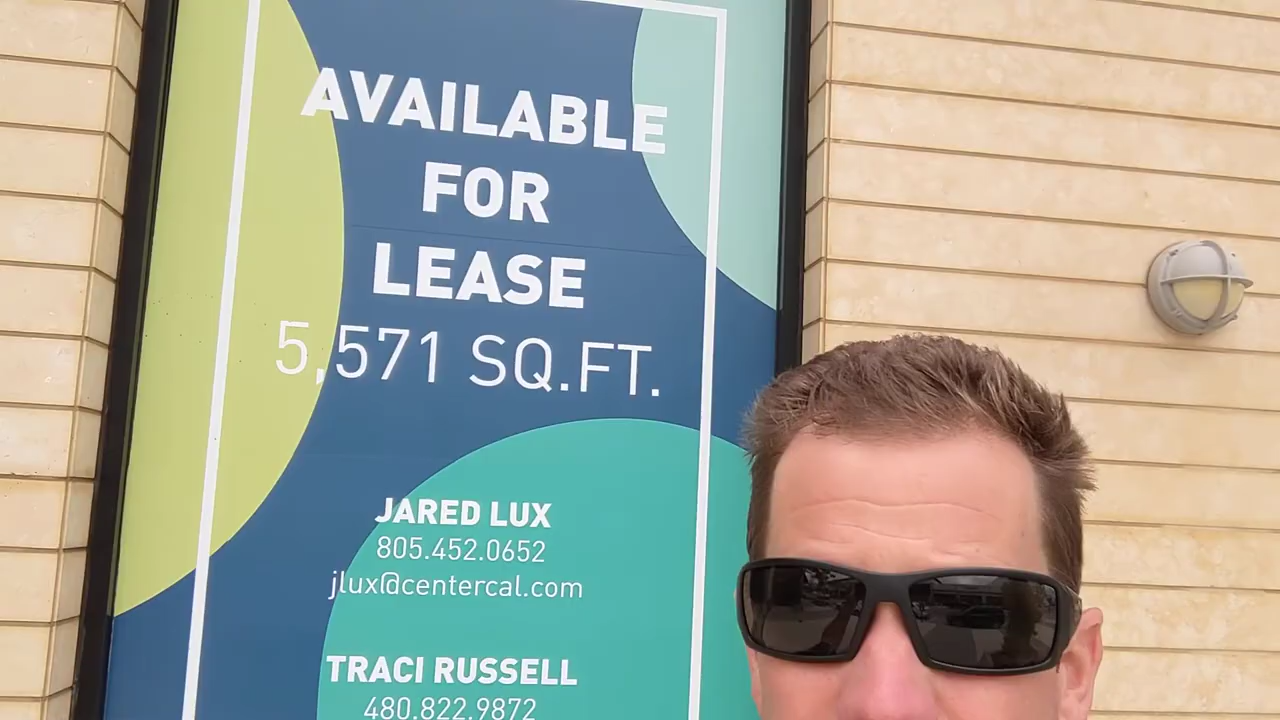 AVAILABLE
FOR
LEASE
5,571 SQ.FT.
JARED LUX
805.452.0652
jlux@centercal.com
TRACI RUSSELL
480.822.9872